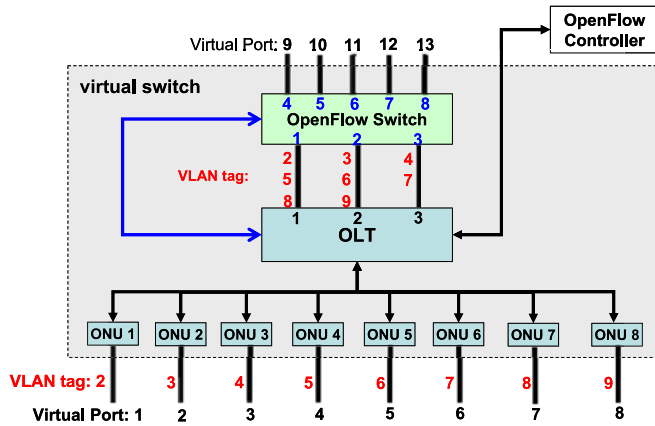 OpenFlow
Controller
Virtual Port: 9 10 11 12 13
virtual switch
4 5 6 7 8
OpenFlow Switch
1 2 3
2 3 4
VLAN tag: 5 6 7
8 9
1 2 3
OLT
ONU 1 ONU 2 ONU 3 ONU 4 ONU 5 ONU 6 ONU 7 ONU 8
VLAN tag: 2 3 4 5 6 7 8 9
Virtual Port: 1 2 3 4 5 6 7 8